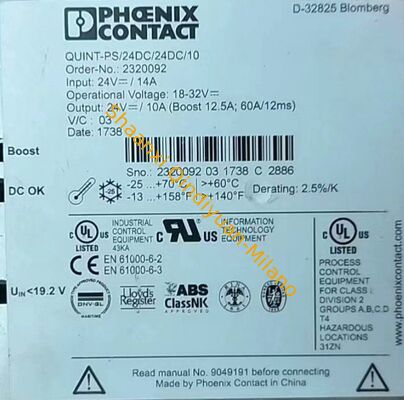 PHOENIX
CONTACT
D-32825 Blomberg
QUINT-PS/24DC/24DC/10
Order-No.: 2320092
Input: 24V⎓ / 14A
Operational Voltage: 18-32V⎓
Output: 24V⎓ / 10A (Boost 12.5A; 60A/12ms)
V/C: 03
Date: 1738
Boost
Sno.: 2320092 03 1738 C 2886
DC OK
-25
-25 ... +70°C | >+60°C
-13 ... +158°F | >+140°F
Derating: 2.5%/K
UL
LISTED
INDUSTRIAL
CONTROL
EQUIPMENT
43KA
INFORMATION
TECHNOLOGY
EQUIPMENT
UL
LISTED
EN 61000-6-2
EN 61000-6-3
PROCESS
CONTROL
EQUIPMENT
FOR CLASS I,
DIVISION 2
GROUPS A,B,C,D
T4
HAZARDOUS
LOCATIONS
31ZN
UIN<19.2 V
DNV·GL
Lloyd's
Register
ABS
ClassNK
APPROVED
phoenixcontact.com
Read manual No. 9049191 before connecting
Made by Phoenix Contact in China